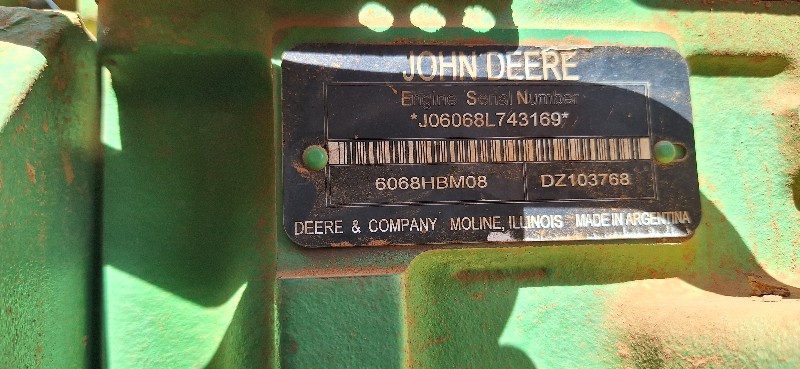 JOHN DEERE
Engine Serial Number
*J06068L743169*
6068HBM08 DZ103768
DEERE & COMPANY MOLINE, ILLINOIS MADE IN ARGENTINA